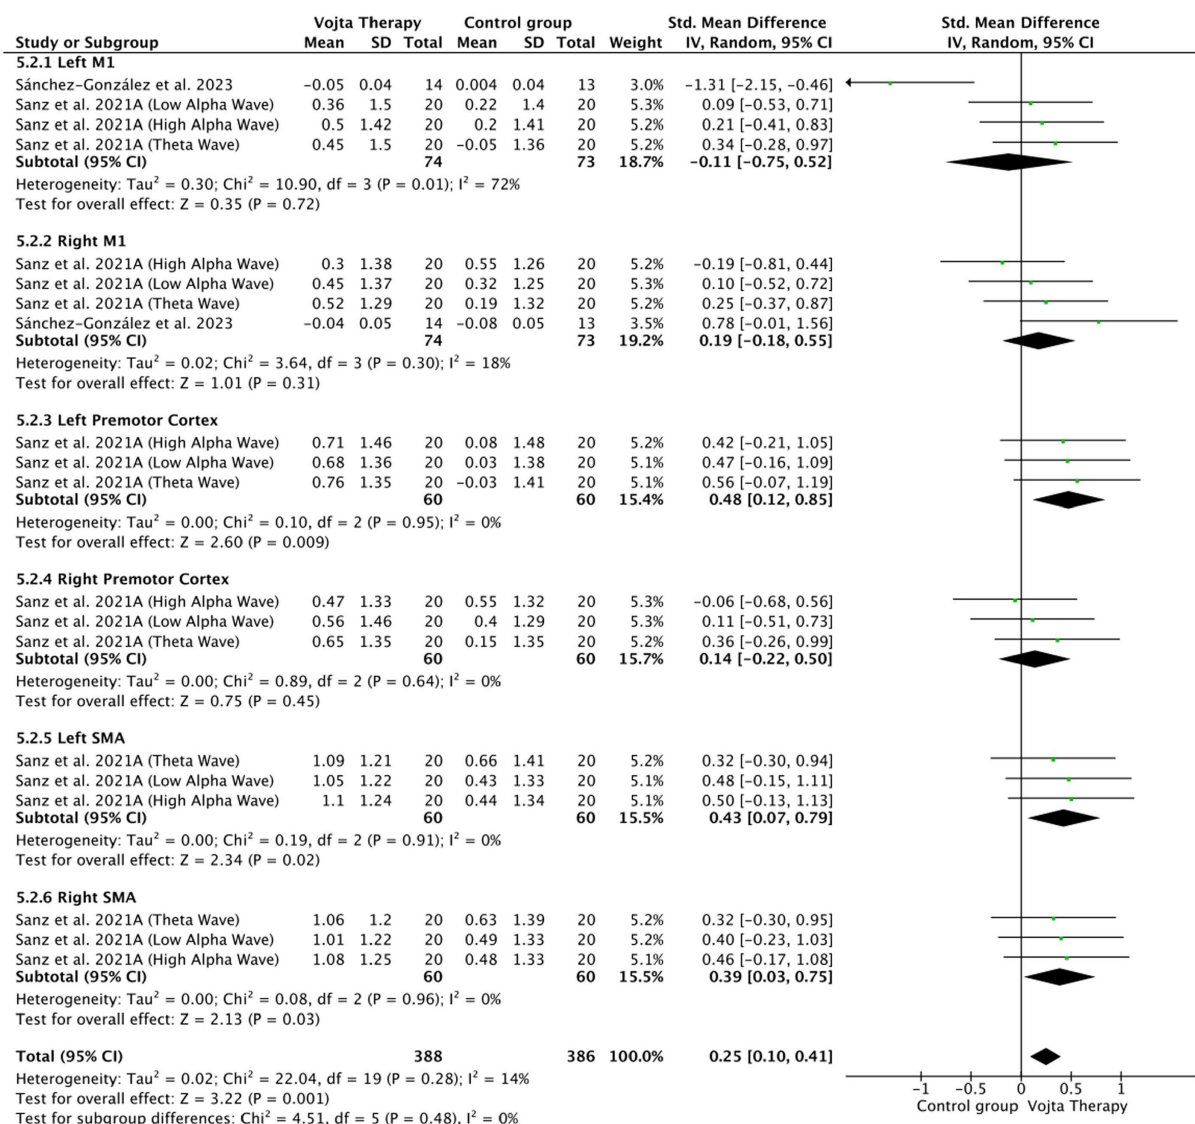 Vojta Therapy Control group Std. Mean Difference Std. Mean Difference
Study or Subgroup Mean SD Total Mean SD Total Weight IV, Random, 95% CI IV, Random, 95% CI
5.2.1 Left M1
Sánchez-González et al. 2023 -0.05 0.04 14 0.004 0.04 13 3.0% -1.31 [-2.15, -0.46]
Sanz et al. 2021A (Low Alpha Wave) 0.36 1.5 20 0.22 1.4 20 5.3% 0.09 [-0.53, 0.71]
Sanz et al. 2021A (High Alpha Wave) 0.5 1.42 20 0.2 1.41 20 5.2% 0.21 [-0.41, 0.83]
Sanz et al. 2021A (Theta Wave) 0.45 1.5 20 -0.05 1.36 20 5.2% 0.34 [-0.28, 0.97]
Subtotal (95% CI) 74 73 18.7% -0.11 [-0.75, 0.52]
Heterogeneity: Tau² = 0.30; Chi² = 10.90, df = 3 (P = 0.01); I² = 72%
Test for overall effect: Z = 0.35 (P = 0.72)
5.2.2 Right M1
Sanz et al. 2021A (High Alpha Wave) 0.3 1.38 20 0.55 1.26 20 5.2% -0.19 [-0.81, 0.44]
Sanz et al. 2021A (Low Alpha Wave) 0.45 1.37 20 0.32 1.25 20 5.3% 0.10 [-0.52, 0.72]
Sanz et al. 2021A (Theta Wave) 0.52 1.29 20 0.19 1.32 20 5.2% 0.25 [-0.37, 0.87]
Sánchez-González et al. 2023 -0.04 0.05 14 -0.08 0.05 13 3.5% 0.78 [-0.01, 1.56]
Subtotal (95% CI) 74 73 19.2% 0.19 [-0.18, 0.55]
Heterogeneity: Tau² = 0.02; Chi² = 3.64, df = 3 (P = 0.30); I² = 18%
Test for overall effect: Z = 1.01 (P = 0.31)
5.2.3 Left Premotor Cortex
Sanz et al. 2021A (High Alpha Wave) 0.71 1.46 20 0.08 1.48 20 5.2% 0.42 [-0.21, 1.05]
Sanz et al. 2021A (Low Alpha Wave) 0.68 1.36 20 0.03 1.38 20 5.1% 0.47 [-0.16, 1.09]
Sanz et al. 2021A (Theta Wave) 0.76 1.35 20 -0.03 1.41 20 5.1% 0.56 [-0.07, 1.19]
Subtotal (95% CI) 60 60 15.4% 0.48 [0.12, 0.85]
Heterogeneity: Tau² = 0.00; Chi² = 0.10, df = 2 (P = 0.95); I² = 0%
Test for overall effect: Z = 2.60 (P = 0.009)
5.2.4 Right Premotor Cortex
Sanz et al. 2021A (High Alpha Wave) 0.47 1.33 20 0.55 1.32 20 5.3% -0.06 [-0.68, 0.56]
Sanz et al. 2021A (Low Alpha Wave) 0.56 1.46 20 0.4 1.29 20 5.3% 0.11 [-0.51, 0.73]
Sanz et al. 2021A (Theta Wave) 0.65 1.35 20 0.15 1.35 20 5.2% 0.36 [-0.26, 0.99]
Subtotal (95% CI) 60 60 15.7% 0.14 [-0.22, 0.50]
Heterogeneity: Tau² = 0.00; Chi² = 0.89, df = 2 (P = 0.64); I² = 0%
Test for overall effect: Z = 0.75 (P = 0.45)
5.2.5 Left SMA
Sanz et al. 2021A (Theta Wave) 1.09 1.21 20 0.66 1.41 20 5.2% 0.32 [-0.30, 0.94]
Sanz et al. 2021A (Low Alpha Wave) 1.05 1.22 20 0.43 1.33 20 5.1% 0.48 [-0.15, 1.11]
Sanz et al. 2021A (High Alpha Wave) 1.1 1.24 20 0.44 1.34 20 5.1% 0.50 [-0.13, 1.13]
Subtotal (95% CI) 60 60 15.5% 0.43 [0.07, 0.79]
Heterogeneity: Tau² = 0.00; Chi² = 0.19, df = 2 (P = 0.91); I² = 0%
Test for overall effect: Z = 2.34 (P = 0.02)
5.2.6 Right SMA
Sanz et al. 2021A (Theta Wave) 1.06 1.2 20 0.63 1.39 20 5.2% 0.32 [-0.30, 0.95]
Sanz et al. 2021A (Low Alpha Wave) 1.01 1.22 20 0.49 1.33 20 5.2% 0.40 [-0.23, 1.03]
Sanz et al. 2021A (High Alpha Wave) 1.08 1.25 20 0.48 1.33 20 5.1% 0.46 [-0.17, 1.08]
Subtotal (95% CI) 60 60 15.5% 0.39 [0.03, 0.75]
Heterogeneity: Tau² = 0.00; Chi² = 0.08, df = 2 (P = 0.96); I² = 0%
Test for overall effect: Z = 2.13 (P = 0.03)
Total (95% CI) 388 386 100.0% 0.25 [0.10, 0.41]
Heterogeneity: Tau² = 0.02; Chi² = 22.04, df = 19 (P = 0.28); I² = 14%
Test for overall effect: Z = 3.22 (P = 0.001)
Test for subgroup differences: Chi² = 4.51, df = 5 (P = 0.48), I² = 0%
-1 -0.5 0 0.5 1
Control group Vojta Therapy